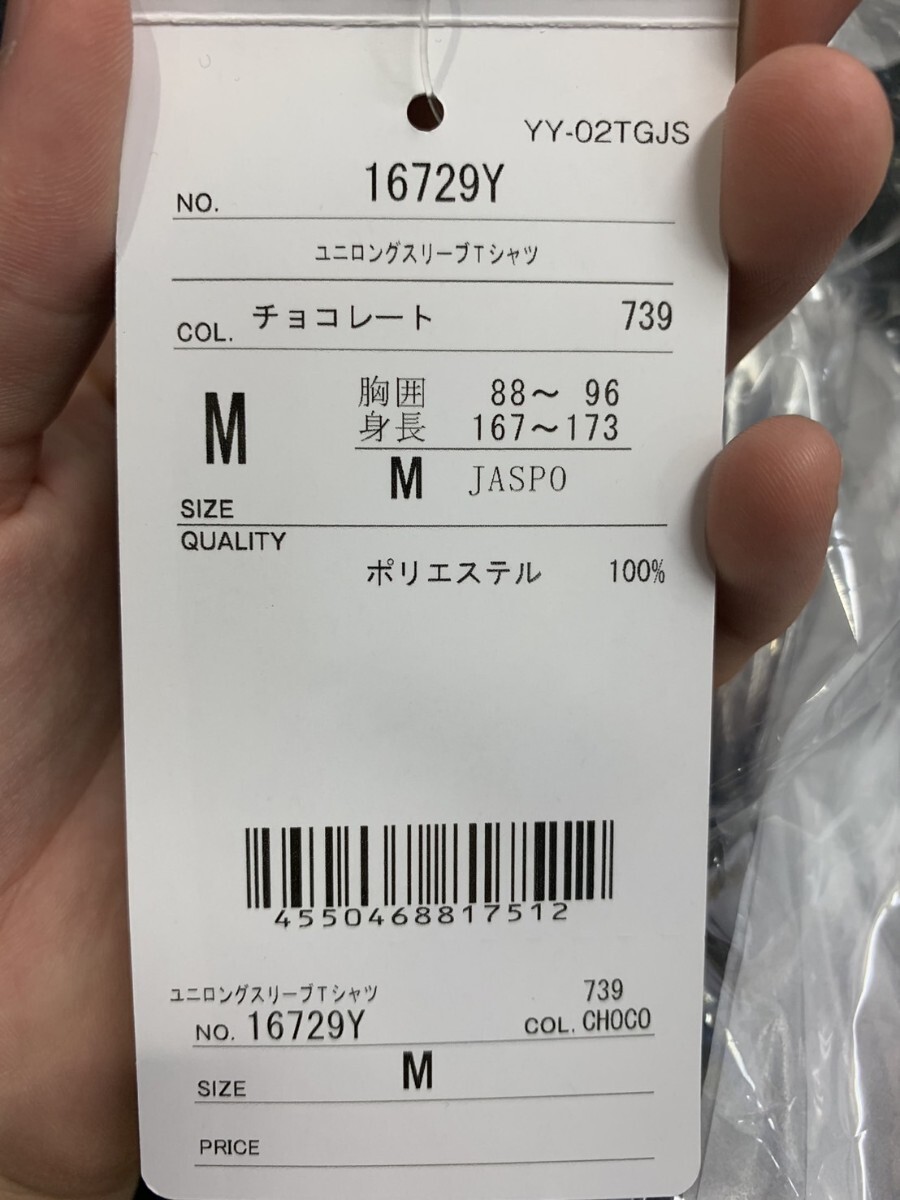 YY-02TGJS
NO. 16729Y
ユニロングスリーブTシャツ
COL. チョコレート 739
胸囲 88～ 96
身長 167～173
M
M JASPO
SIZE
QUALITY
ポリエステル 100%
4550468817512
ユニロングスリーブTシャツ 739
NO. 16729Y COL. CHOCO
SIZE M
PRICE